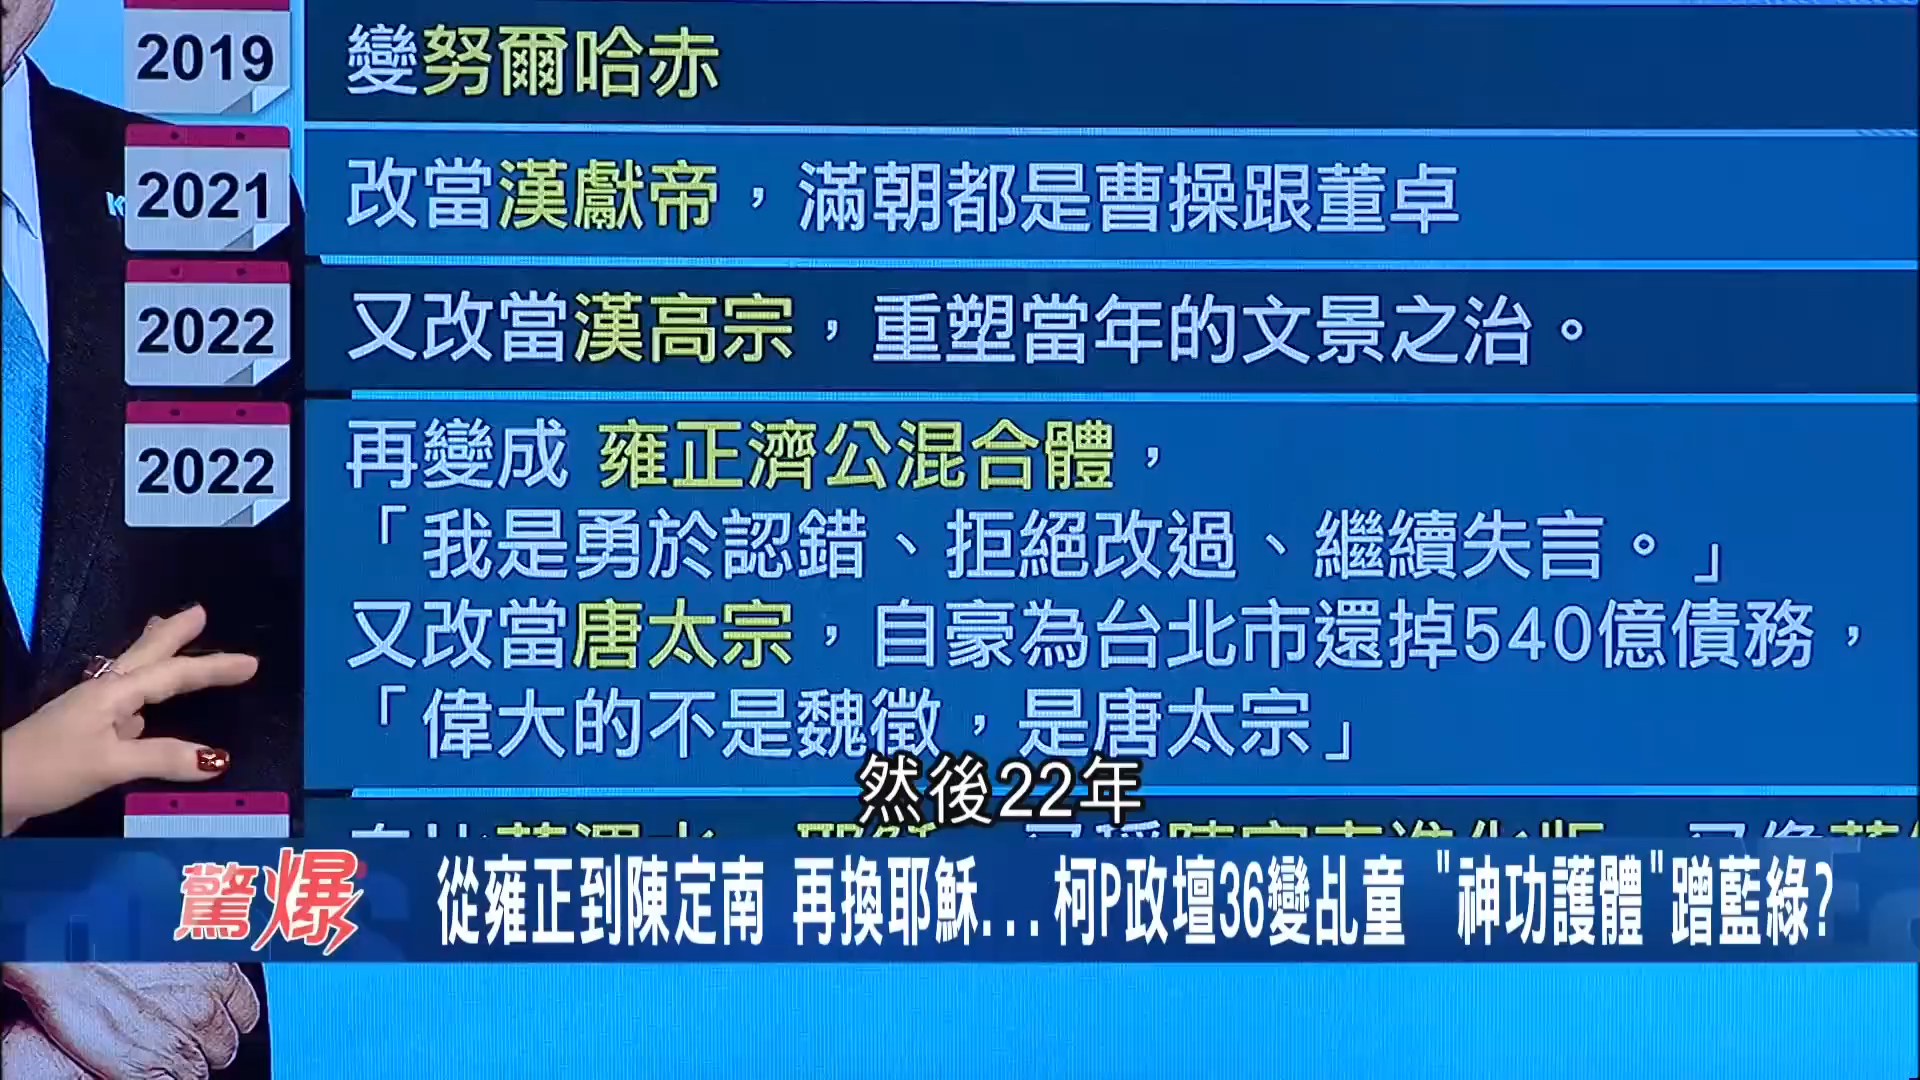 2019
變努爾哈赤
2021
改當漢獻帝，滿朝都是曹操跟董卓
2022
又改當漢高宗，重塑當年的文景之治。
2022
再變成 雍正濟公混合體，
「我是勇於認錯、拒絕改過、繼續失言。」
又改當唐太宗，自豪為台北市還掉540億債務，
「偉大的不是魏徵，是唐太宗」
然後22年
驚爆
從雍正到陳定南 再換耶穌...柯P政壇36變乩童 "神功護體"蹭藍綠?